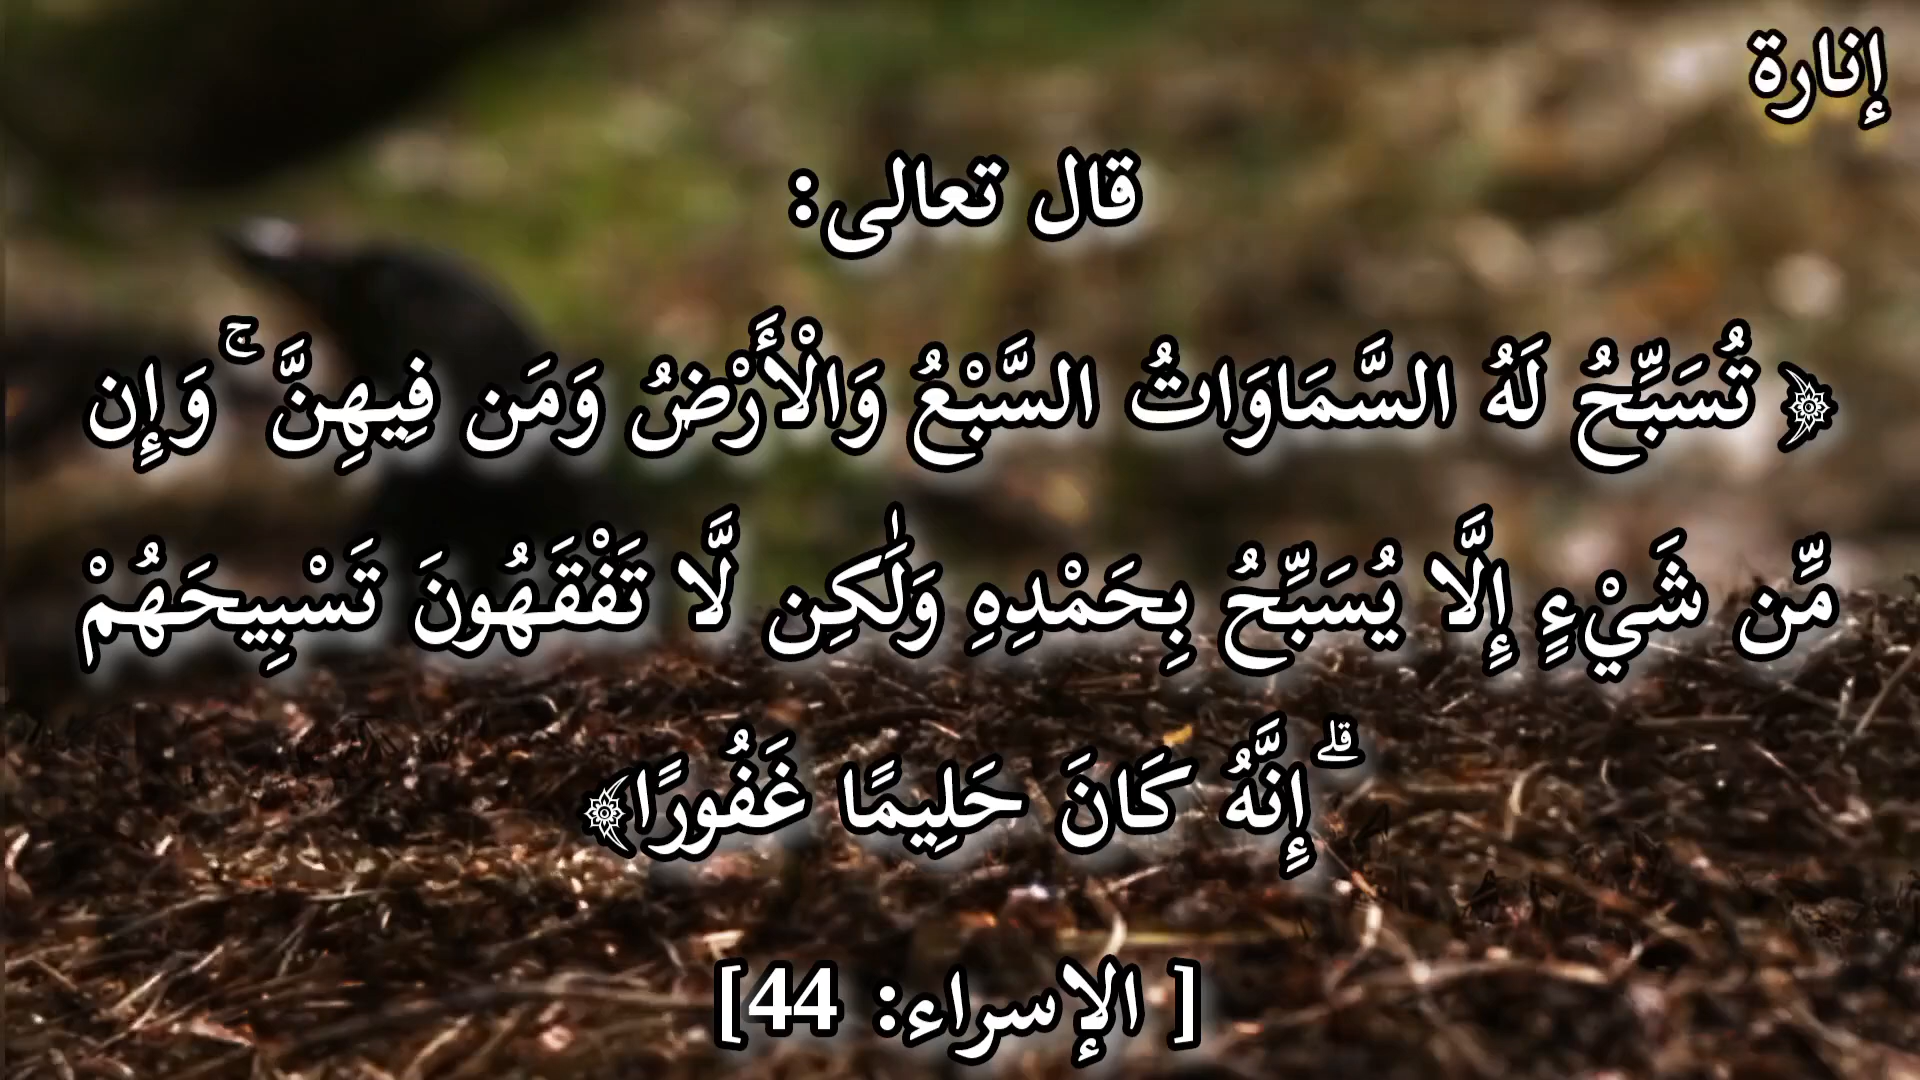 إنارة
قال تعالى:
﴿ تُسَبِّحُ لَهُ السَّمَاوَاتُ السَّبْعُ وَالْأَرْضُ وَمَن فِيهِنَّ ۚ وَإِن
مِّن شَيْءٍ إِلَّا يُسَبِّحُ بِحَمْدِهِ وَلَٰكِن لَّا تَفْقَهُونَ تَسْبِيحَهُمْ
ۗ إِنَّهُ كَانَ حَلِيمًا غَفُورًا﴾
[ الإسراء: 44]